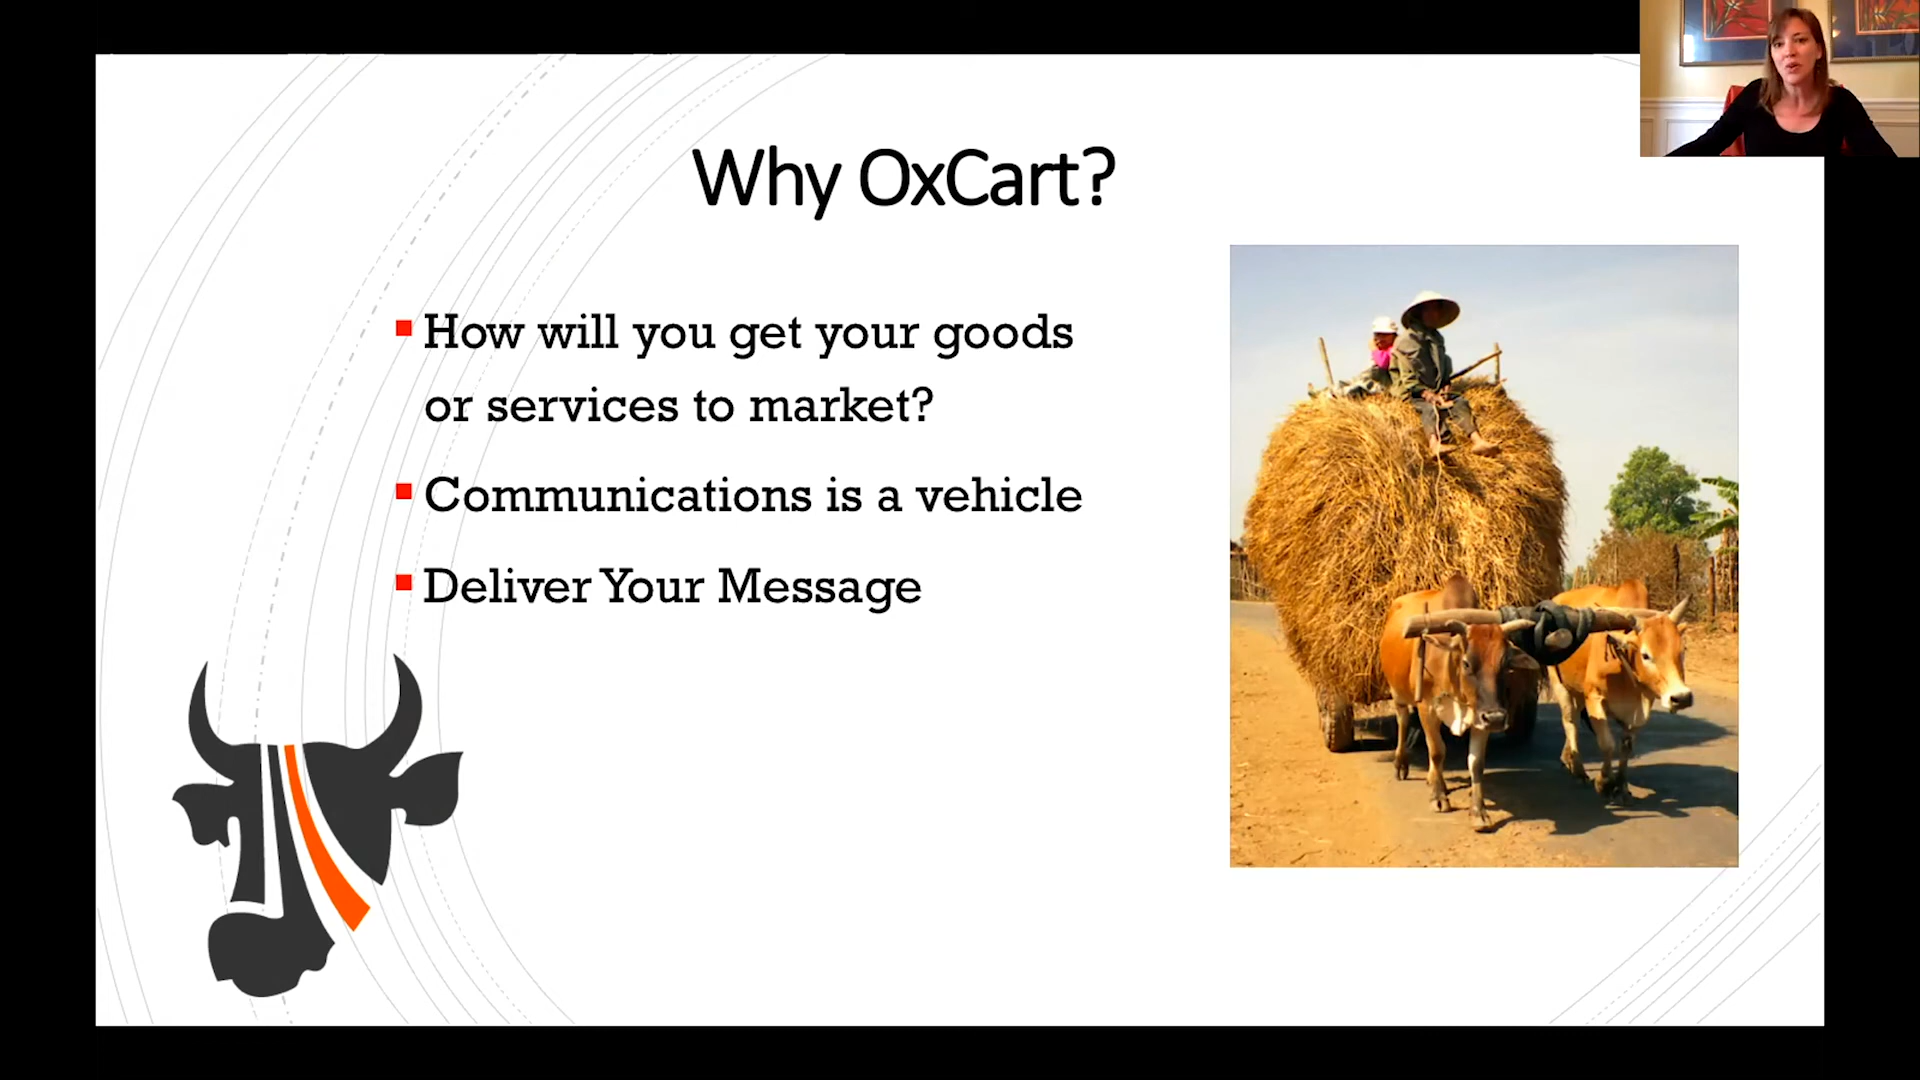 Why OxCart?
How will you get your goods
or services to market?
Communications is a vehicle
Deliver Your Message